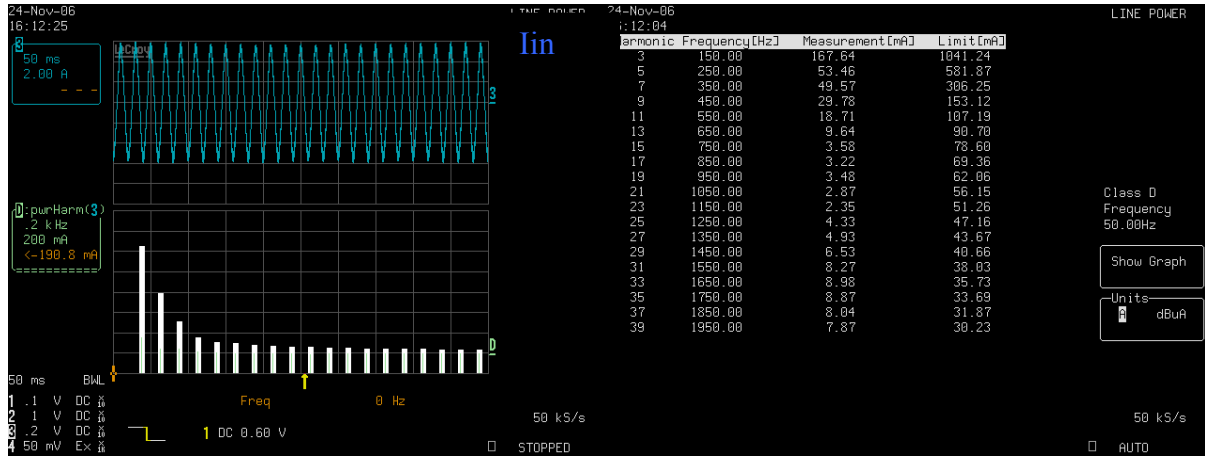 24-Nov-06
16:12:25
3
50 ms
2.00 A
---
LeCroy
3
D:pwrHarm(3)
.2 kHz
200 mA
<-190.8 mA
D
50 ms BWL
1 .1 V DC
2 1 V DC
3 .2 V DC
4 50 mV
Freq 0 Hz
1 DC 0.60 V
50 kS/s
STOPPED
Iin
24-Nov-06
:12:04
LINE POWER
armonic Frequency[Hz] Measurement[mA] Limit[mA]
3 150.00 167.64 1041.24
5 250.00 53.46 581.87
7 350.00 49.57 306.25
9 450.00 29.78 153.12
11 550.00 18.71 107.19
13 650.00 9.64 90.70
15 750.00 3.58 78.60
17 850.00 3.22 69.36
19 950.00 3.48 62.06
21 1050.00 2.87 56.15
23 1150.00 2.35 51.26
25 1250.00 4.33 47.16
27 1350.00 4.93 43.67
29 1450.00 6.53 40.66
31 1550.00 8.27 38.03
33 1650.00 8.98 35.73
35 1750.00 8.87 33.69
37 1850.00 8.04 31.87
39 1950.00 7.87 30.23
Class D
Frequency
50.00Hz
Show Graph
Units
A dBuA
50 kS/s
AUTO